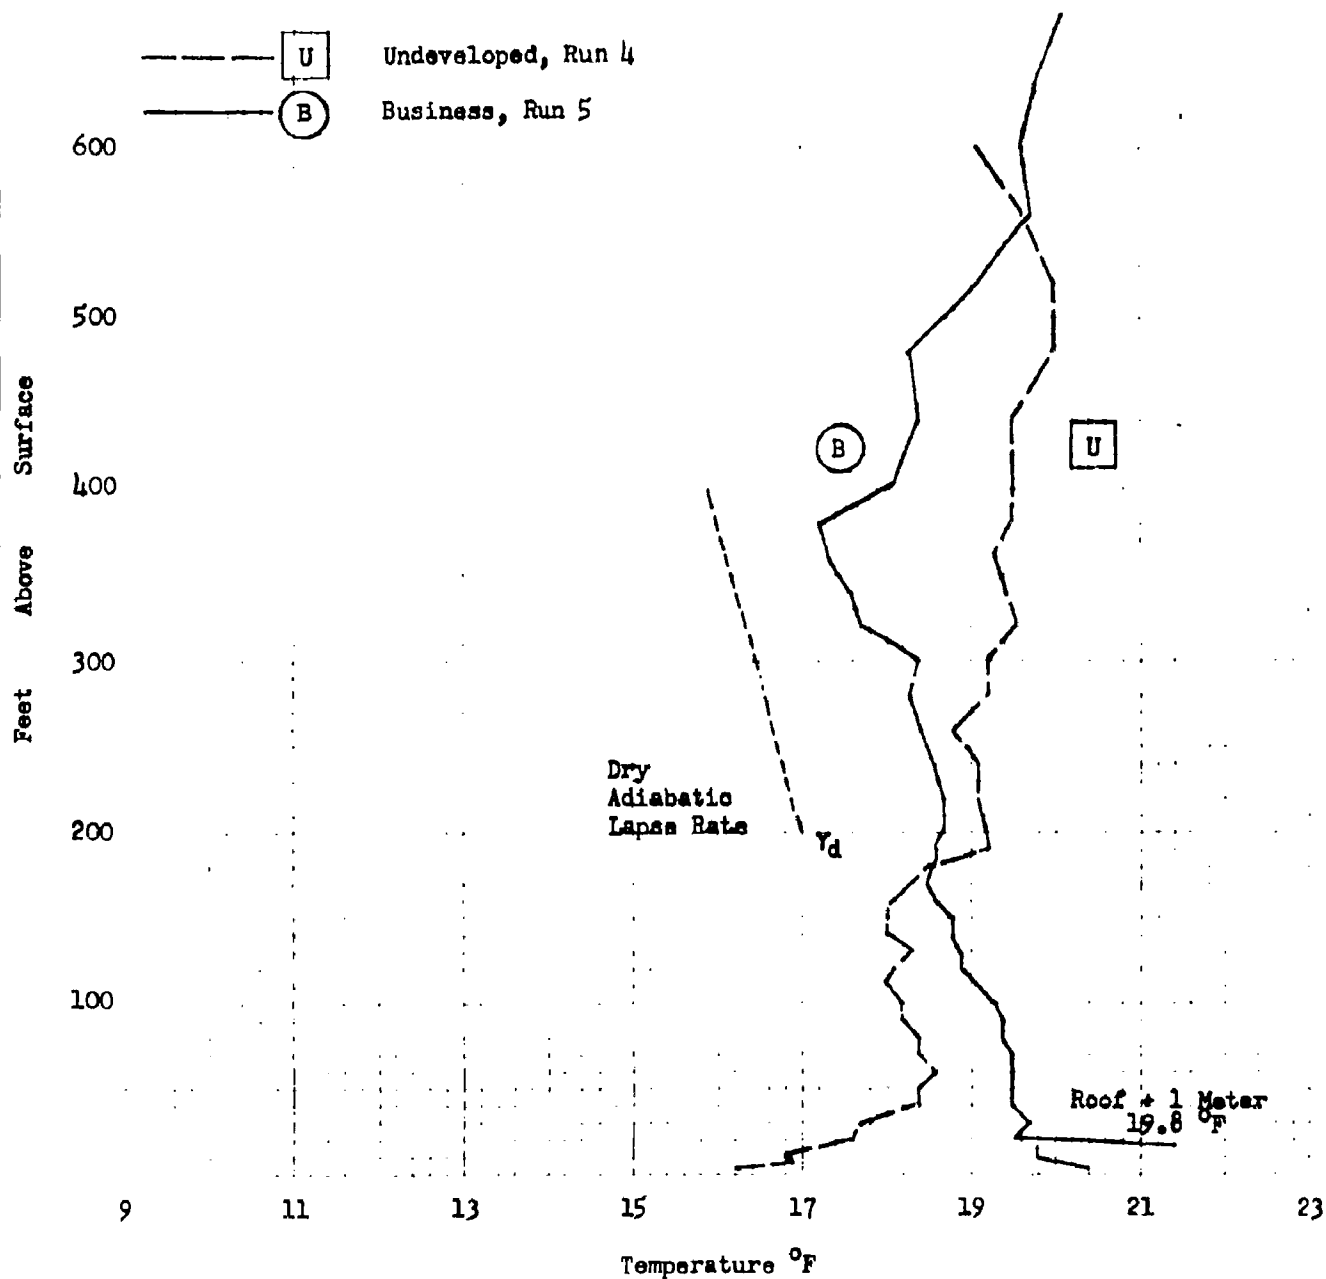 U Undeveloped, Run 4
B Business, Run 5
600
500
400
300
200
100
Feet Above Surface
B
U
Dry
Adiabatic
Lapse Rate
γd
Roof + 1 Meter
19.8 °F
9 11 13 15 17 19 21 23
Temperature °F